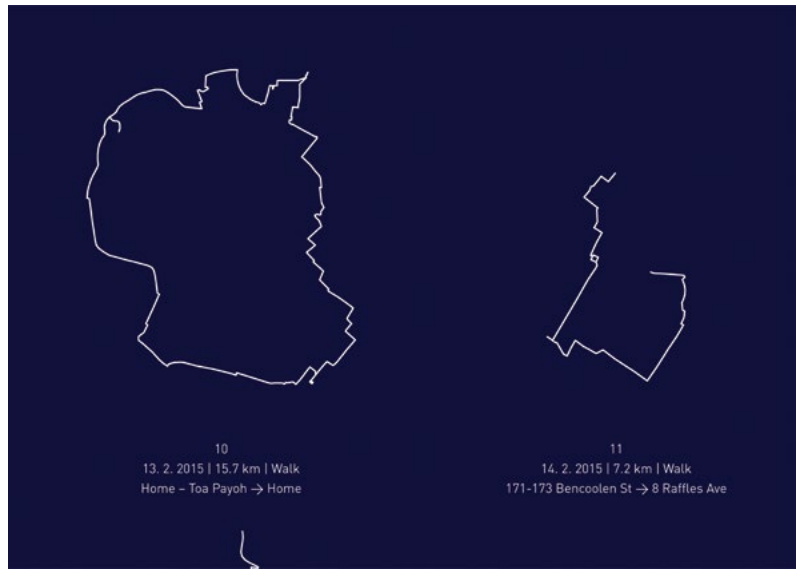 10
13. 2. 2015 | 15.7 km | Walk
Home – Toa Payoh → Home
11
14. 2. 2015 | 7.2 km | Walk
171-173 Bencoolen St → 8 Raffles Ave